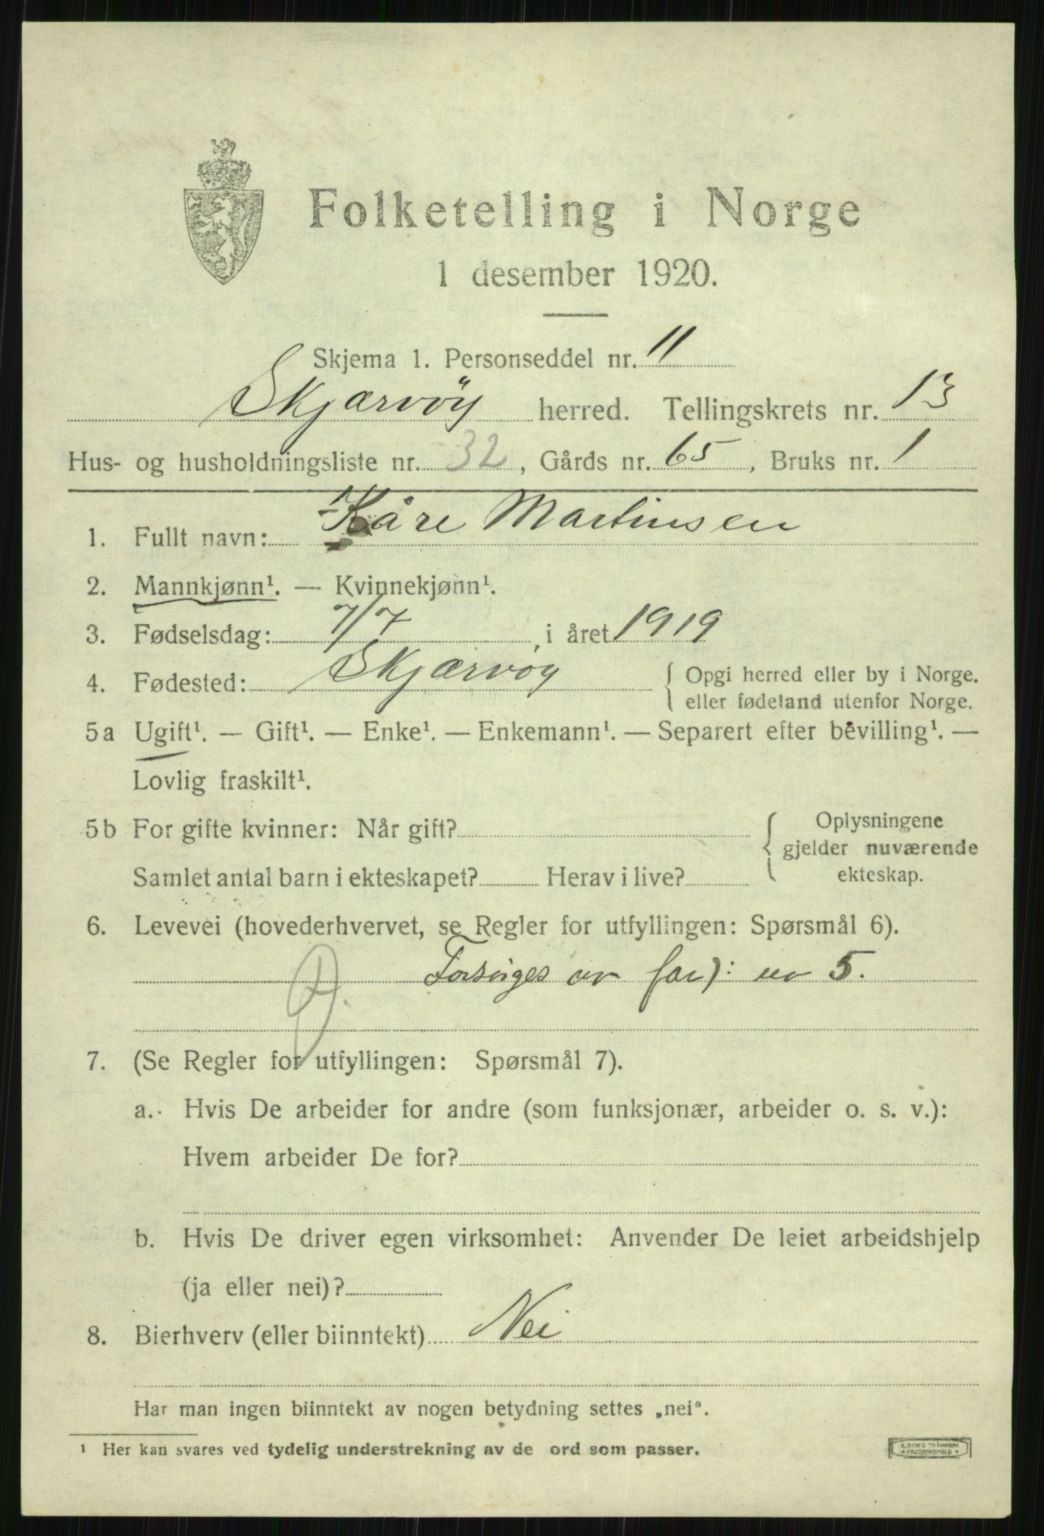 Folketelling i Norge
1 desember 1920.
Skjema 1. Personseddel nr. 11
Skjærvöy herred. Tellingskrets nr. 13
Hus- og husholdningsliste nr. 32, Gårds nr. 65, Bruks nr. 1
1. Fullt navn: Kåre Martinsen
2. Mannkjønn¹. — Kvinnekjønn¹.
3. Fødselsdag: 7/7, i året 1919
4. Fødested: Skjærvöy { Opgi herred eller by i Norge.
eller fødeland utenfor Norge.
5a Ugift¹. — Gift¹. — Enke¹. — Enkemann¹. — Separert efter bevilling¹. —
Lovlig fraskilt¹.
5b For gifte kvinner: Når gift? { Oplysningene
gjelder nuværende
Samlet antal barn i ekteskapet? Herav i live? ekteskap.
6. Levevei (hovederhvervet, se Regler for utfyllingen: Spørsmål 6).
Forsörges av far): nr 5.
7. (Se Regler for utfyllingen: Spørsmål 7).
a. Hvis De arbeider for andre (som funksjonær, arbeider o. s. v.):
Hvem arbeider De for?
b. Hvis De driver egen virksomhet: Anvender De leiet arbeidshjelp
(ja eller nei)?
8. Bierhverv (eller biinntekt) Nei
Har man ingen biinntekt av nogen betydning settes „nei".
¹ Her kan svares ved tydelig understrekning av de ord som passer.